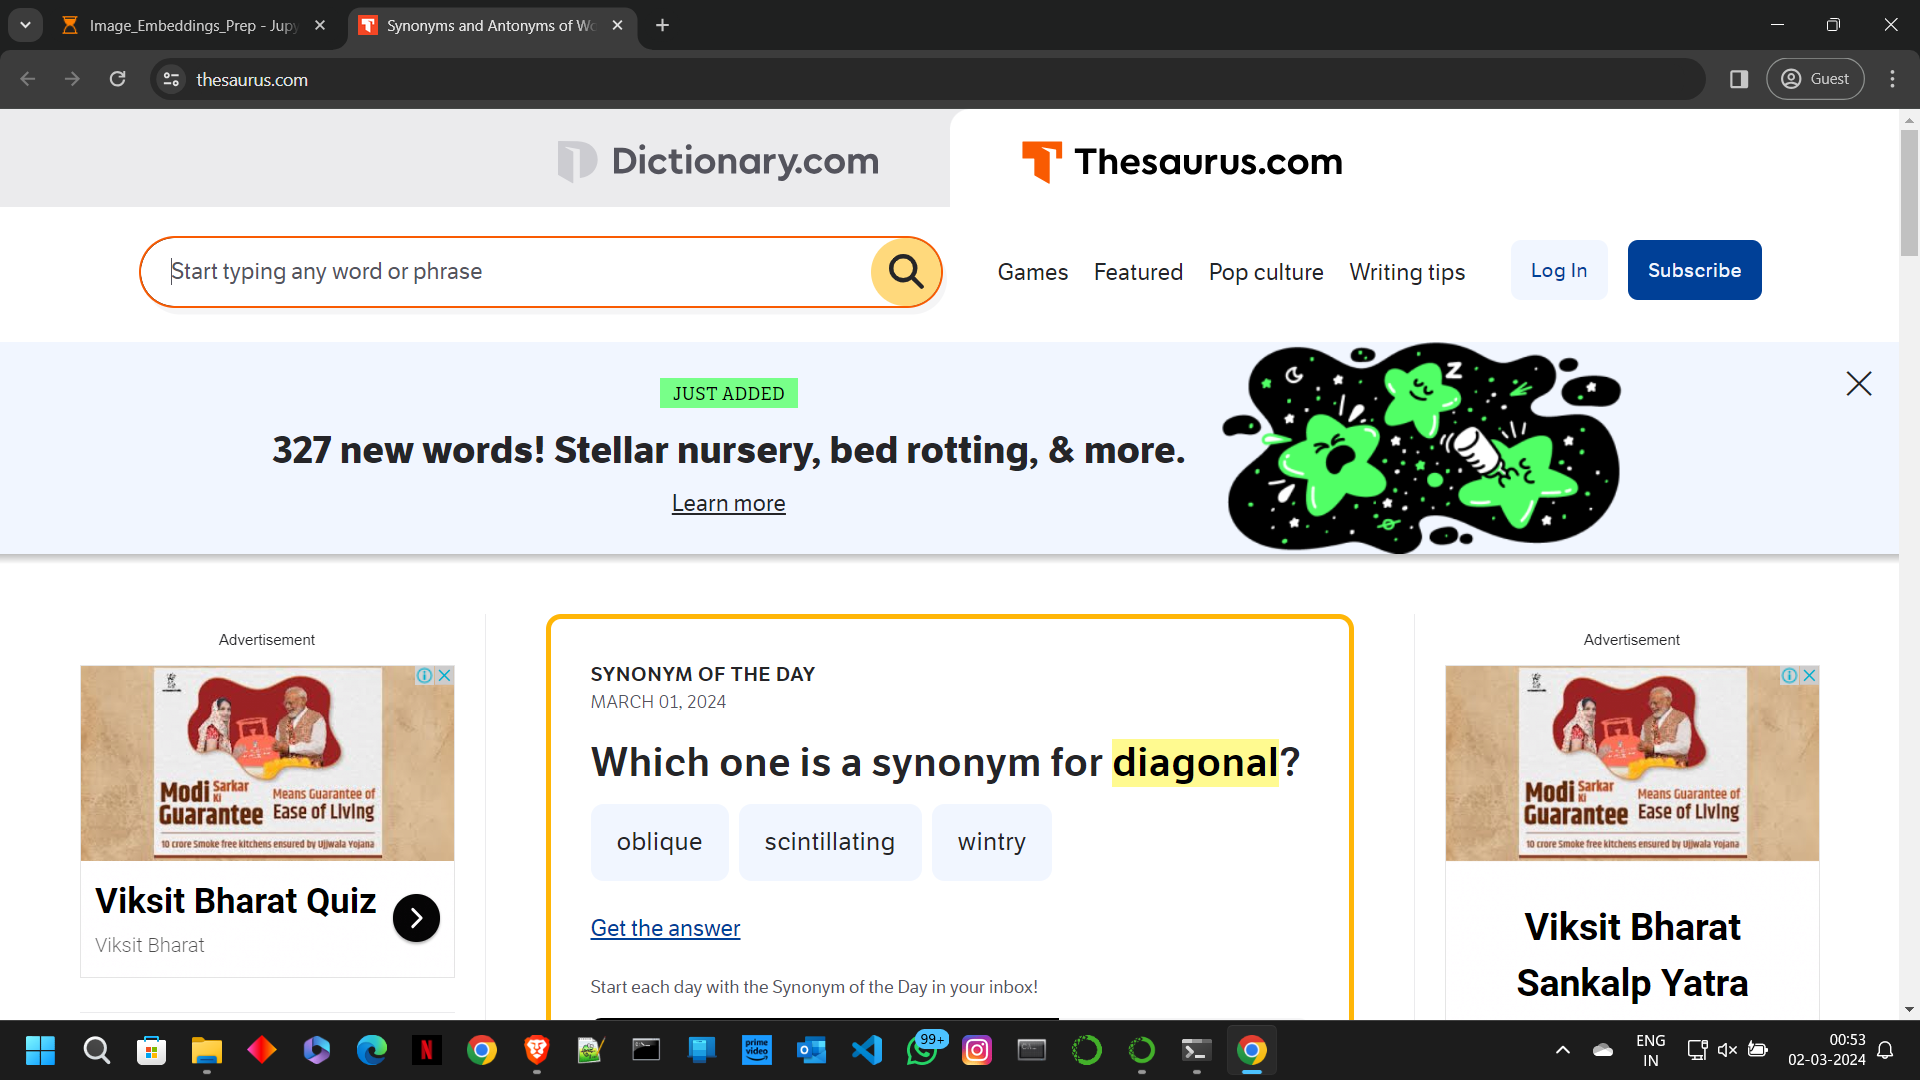 Image_Embeddings_Prep - Jupy
Synonyms and Antonyms of Wo
thesaurus.com
Guest
Dictionary.com
Thesaurus.com
Start typing any word or phrase
Games
Featured
Pop culture
Writing tips
Log In
Subscribe
JUST ADDED
327 new words! Stellar nursery, bed rotting, & more.
Learn more
Z
Advertisement
Modi Sarkar Ki Guarantee
Means Guarantee of
Ease of Living
10 crore Smoke free kitchens ensured by Ujjwala Yojana
Viksit Bharat Quiz
Viksit Bharat
SYNONYM OF THE DAY
MARCH 01, 2024
Which one is a synonym for diagonal?
oblique
scintillating
wintry
Get the answer
Start each day with the Synonym of the Day in your inbox!
Advertisement
Modi Sarkar Ki Guarantee
Means Guarantee of
Ease of Living
10 crore Smoke free kitchens ensured by Ujjwala Yojana
Viksit Bharat
Sankalp Yatra
prime video
99+
ENG
IN
00:53
02-03-2024